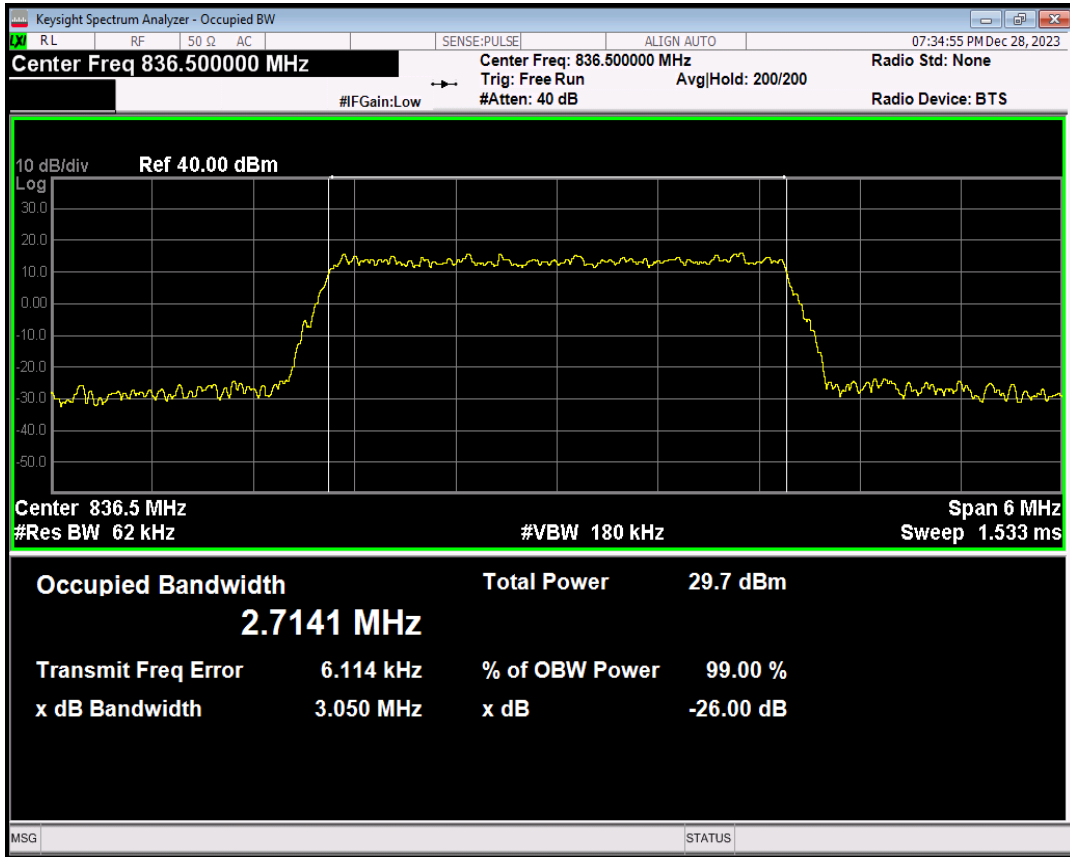 Keysight Spectrum Analyzer - Occupied BW
LXI RL RF 50 Ω AC SENSE:PULSE ALIGN AUTO 07:34:55 PM Dec 28, 2023
Center Freq 836.500000 MHz
Center Freq: 836.500000 MHz
Radio Std: None
Trig: Free Run Avg|Hold: 200/200
#IFGain:Low #Atten: 40 dB Radio Device: BTS
10 dB/div Ref 40.00 dBm
Log
30.0
20.0
10.0
0.00
-10.0
-20.0
-30.0
-40.0
-50.0
Center 836.5 MHz Span 6 MHz
#Res BW 62 kHz #VBW 180 kHz Sweep 1.533 ms
Occupied Bandwidth Total Power 29.7 dBm
2.7141 MHz
Transmit Freq Error 6.114 kHz % of OBW Power 99.00 %
x dB Bandwidth 3.050 MHz x dB -26.00 dB
MSG STATUS